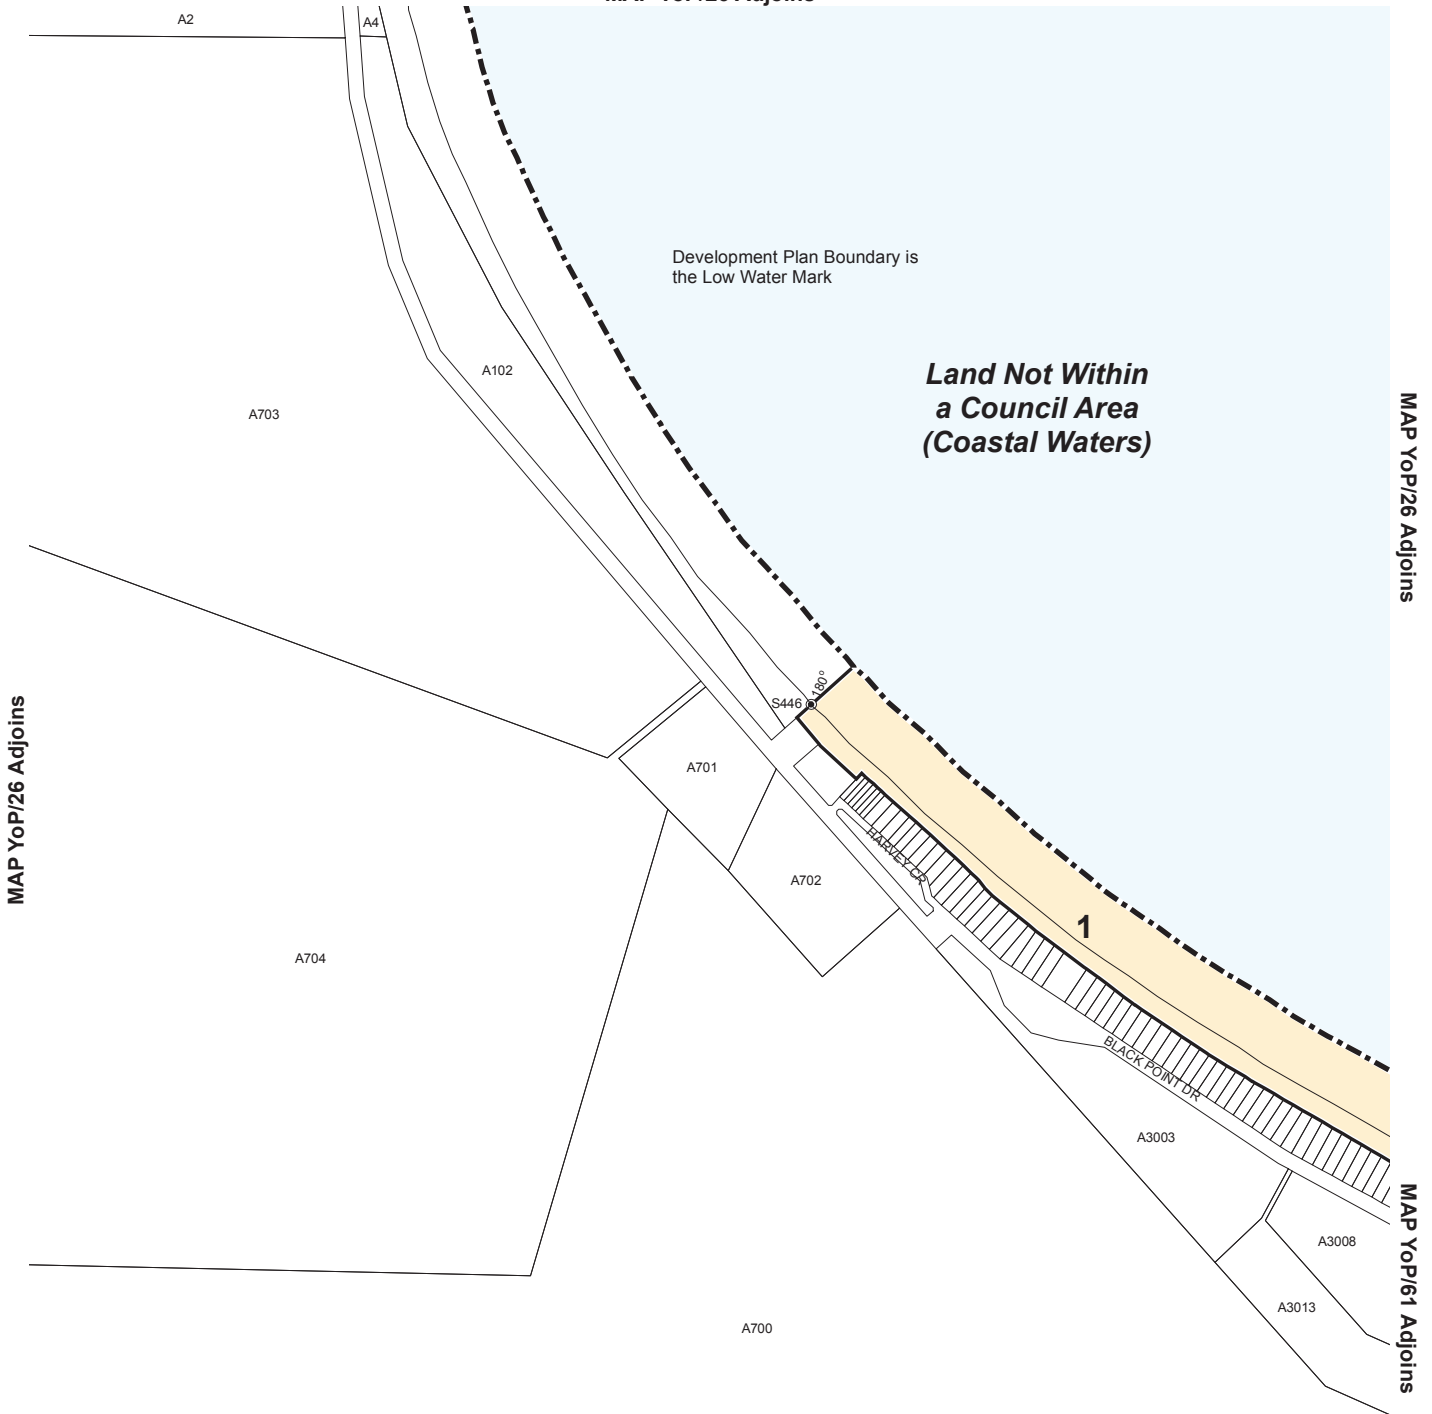 A2
A4
Development Plan Boundary is
the Low Water Mark
Land Not Within
a Council Area
(Coastal Waters)
A102
A703
MAP YoP/26 Adjoins
S446
180°
A701
MAP YoP/26 Adjoins
HARVEY CR
A702
1
A704
BLACK POINT DR
A3003
A3008
MAP YoP/61 Adjoins
A3013
A700